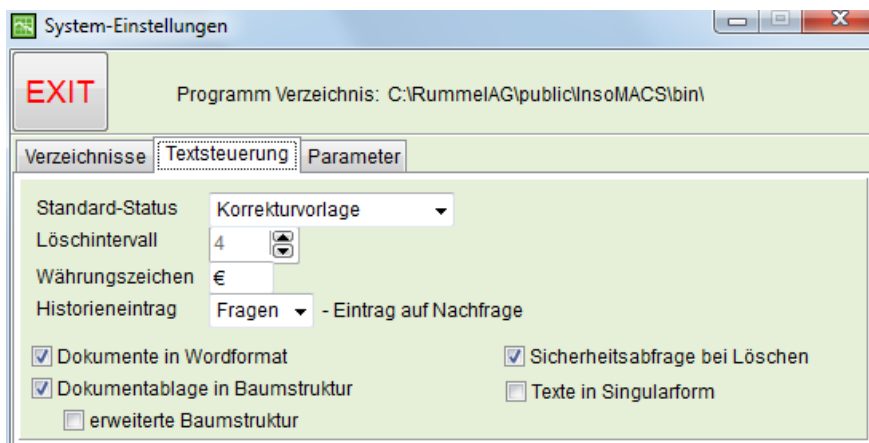 System-Einstellungen
EXIT
Programm Verzeichnis: C:\RummelAG\public\InsoMACS\bin\
Verzeichnisse Textsteuerung Parameter
Standard-Status Korrekturvorlage
Löschintervall 4
Währungszeichen €
Historieneintrag Fragen - Eintrag auf Nachfrage
Dokumente in Wordformat Sicherheitsabfrage bei Löschen
Dokumentablage in Baumstruktur Texte in Singularform
erweiterte Baumstruktur